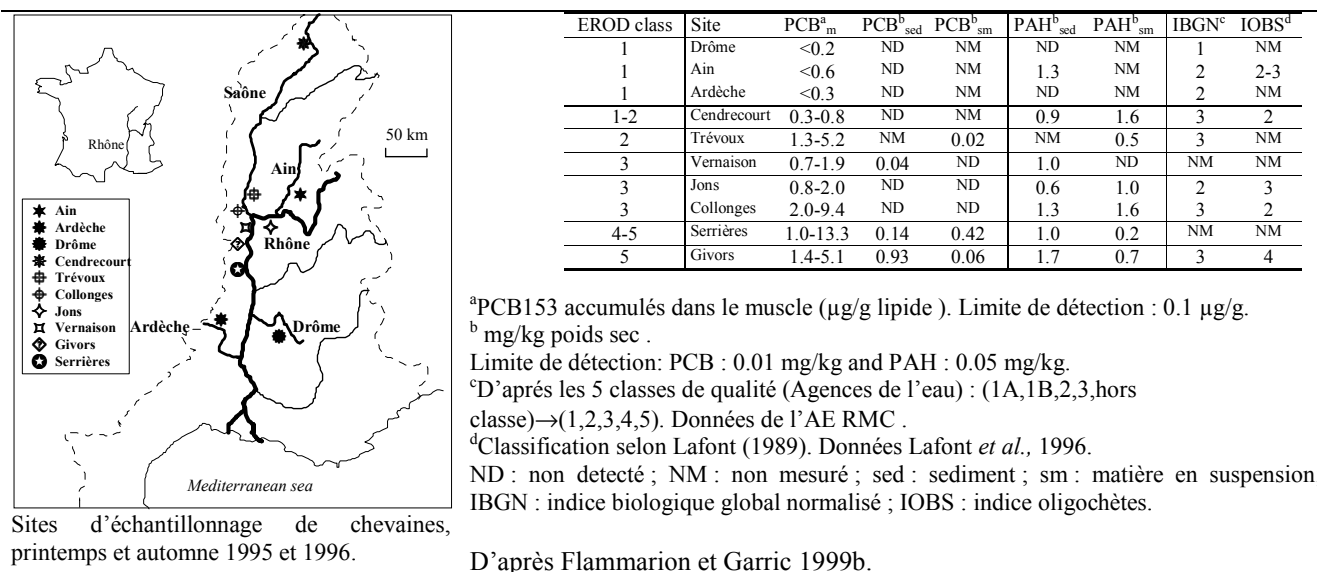 Saône
50 km
Rhône
Ain
Ain
Ardèche
Drôme
Cendrecourt
Trévoux
Collonges
Jons
Vernaison
Givors
Serrières
Rhône
Ardèche
Drôme
Mediterranean sea
Sites d'échantillonnage de chevaines,
printemps et automne 1995 et 1996.
EROD class Site PCBᵃm PCBᵇsed PCBᵇsm PAHᵇsed PAHᵇsm IBGNᶜ IOBSᵈ
1 Drôme <0.2 ND NM ND NM 1 NM
1 Ain <0.6 ND NM 1.3 NM 2 2-3
1 Ardèche <0.3 ND NM ND NM 2 NM
1-2 Cendrecourt 0.3-0.8 ND NM 0.9 1.6 3 2
2 Trévoux 1.3-5.2 NM 0.02 NM 0.5 3 NM
3 Vernaison 0.7-1.9 0.04 ND 1.0 ND NM NM
3 Jons 0.8-2.0 ND ND 0.6 1.0 2 3
3 Collonges 2.0-9.4 ND ND 1.3 1.6 3 2
4-5 Serrières 1.0-13.3 0.14 0.42 1.0 0.2 NM NM
5 Givors 1.4-5.1 0.93 0.06 1.7 0.7 3 4
ᵃPCB153 accumulés dans le muscle (µg/g lipide ). Limite de détection : 0.1 µg/g.
ᵇ mg/kg poids sec .
Limite de détection: PCB : 0.01 mg/kg and PAH : 0.05 mg/kg.
ᶜD'aprés les 5 classes de qualité (Agences de l'eau) : (1A,1B,2,3,hors
classe)→(1,2,3,4,5). Données de l'AE RMC .
ᵈClassification selon Lafont (1989). Données Lafont et al., 1996.
ND : non detecté ; NM : non mesuré ; sed : sediment ; sm : matière en suspension
IBGN : indice biologique global normalisé ; IOBS : indice oligochètes.
D'après Flammarion et Garric 1999b.